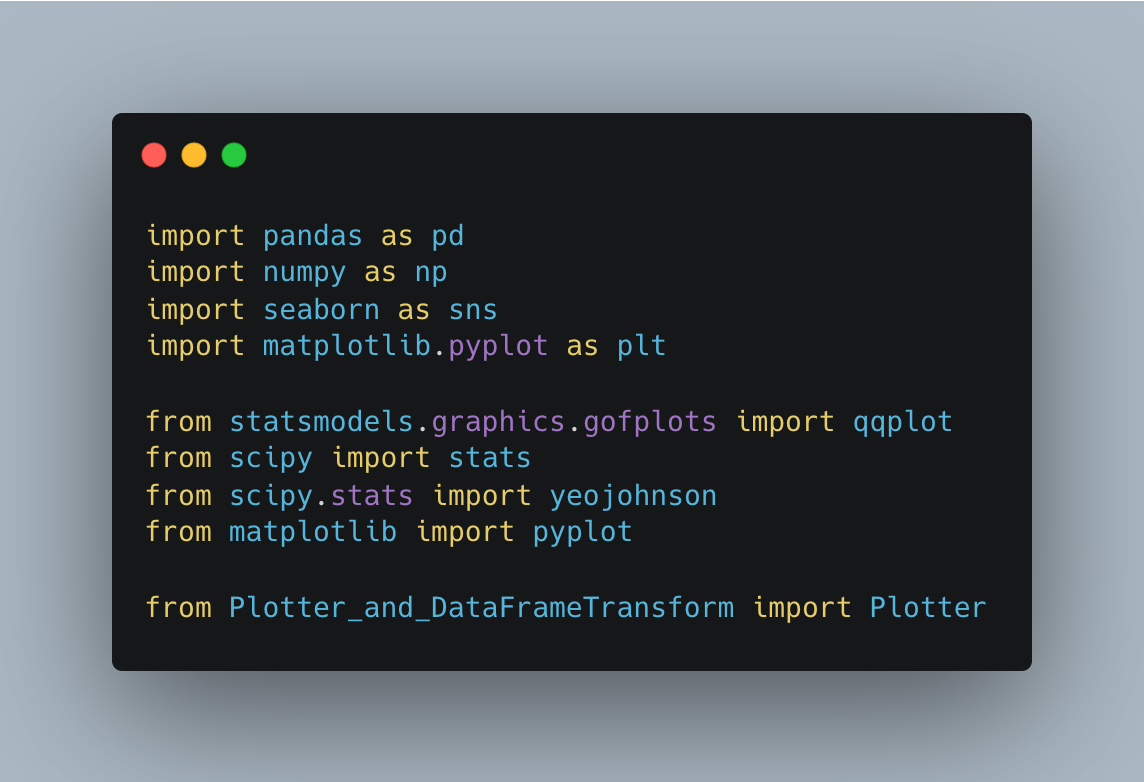 import pandas as pd
import numpy as np
import seaborn as sns
import matplotlib.pyplot as plt

from statsmodels.graphics.gofplots import qqplot
from scipy import stats
from scipy.stats import yeojohnson
from matplotlib import pyplot

from Plotter_and_DataFrameTransform import Plotter